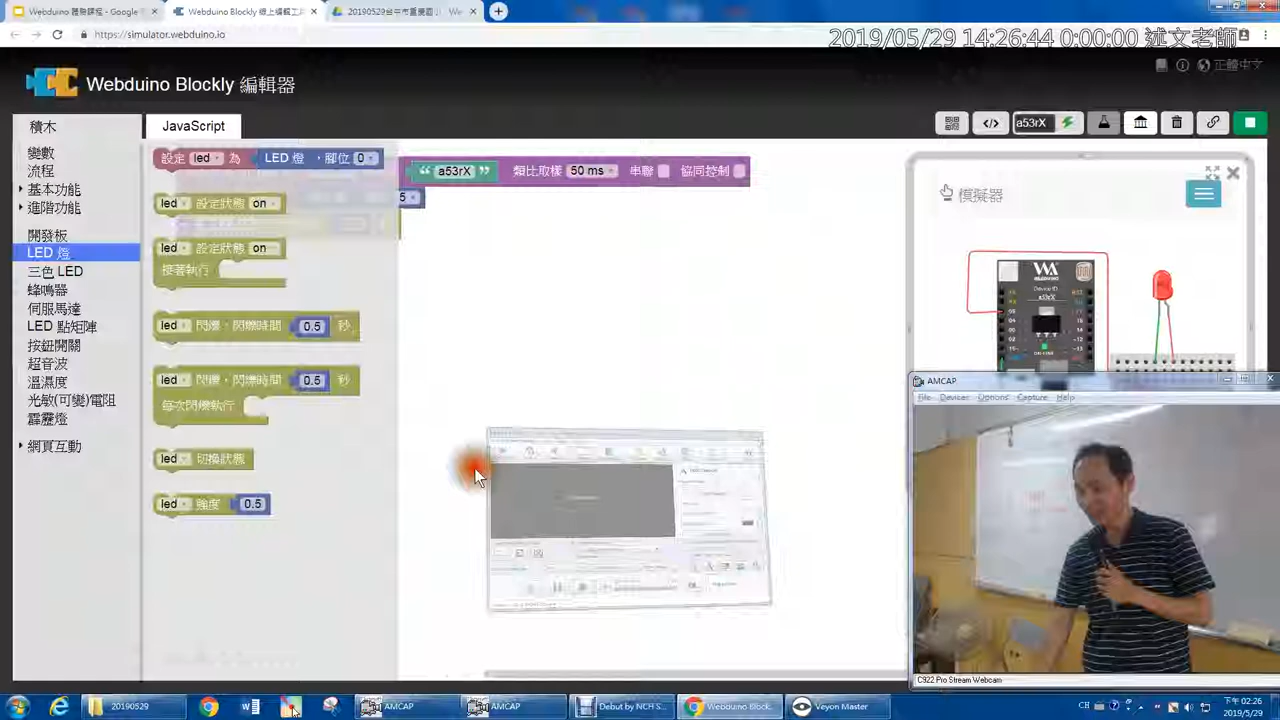 Webduino 體驗課程 - Google
Webduino Blockly 線上編輯工具
20190529台中市重慶國小 - We
https://simulator.webduino.io
2019/05/29 14:26:44 0:00:00 述文老師
Webduino Blockly 編輯器
正體中文
積木
JavaScript
a53rX
變數
流程
基本功能
進階功能
開發板
LED 燈
三色 LED
蜂鳴器
伺服馬達
LED 點矩陣
按鈕開關
超音波
溫濕度
光敏(可變)電阻
霹靂燈
網頁互動
設定 led 為 LED 燈，腳位 0
led 設定狀態 on
led 設定狀態 on
接著執行
led 閃爍，閃爍時間 0.5 秒
led 閃爍，閃爍時間 0.5 秒
每次閃爍執行
led 切換狀態
led 強度 0.5
“ a53rX ” 類比取樣 50 ms 串聯 協同控制
5
模擬器
Device ID
a53rX
AMCAP
File Devices Options Capture Help
C922 Pro Stream Webcam
20190529
AMCAP
AMCAP
Debut by NCH S...
Webduino Block...
Veyon Master
CH
下午 02:26
2019/5/29